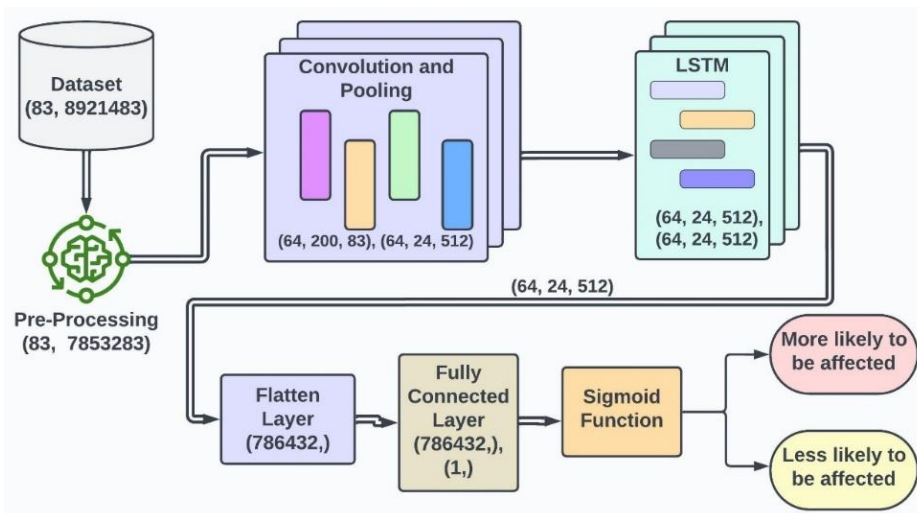 Dataset
(83, 8921483)
Pre-Processing
(83, 7853283)
Convolution and
Pooling
(64, 200, 83), (64, 24, 512)
LSTM
(64, 24, 512),
(64, 24, 512)
(64, 24, 512)
Flatten
Layer
(786432,)
Fully
Connected
Layer
(786432,),
(1,)
Sigmoid
Function
More likely to
be affected
Less likely to
be affected